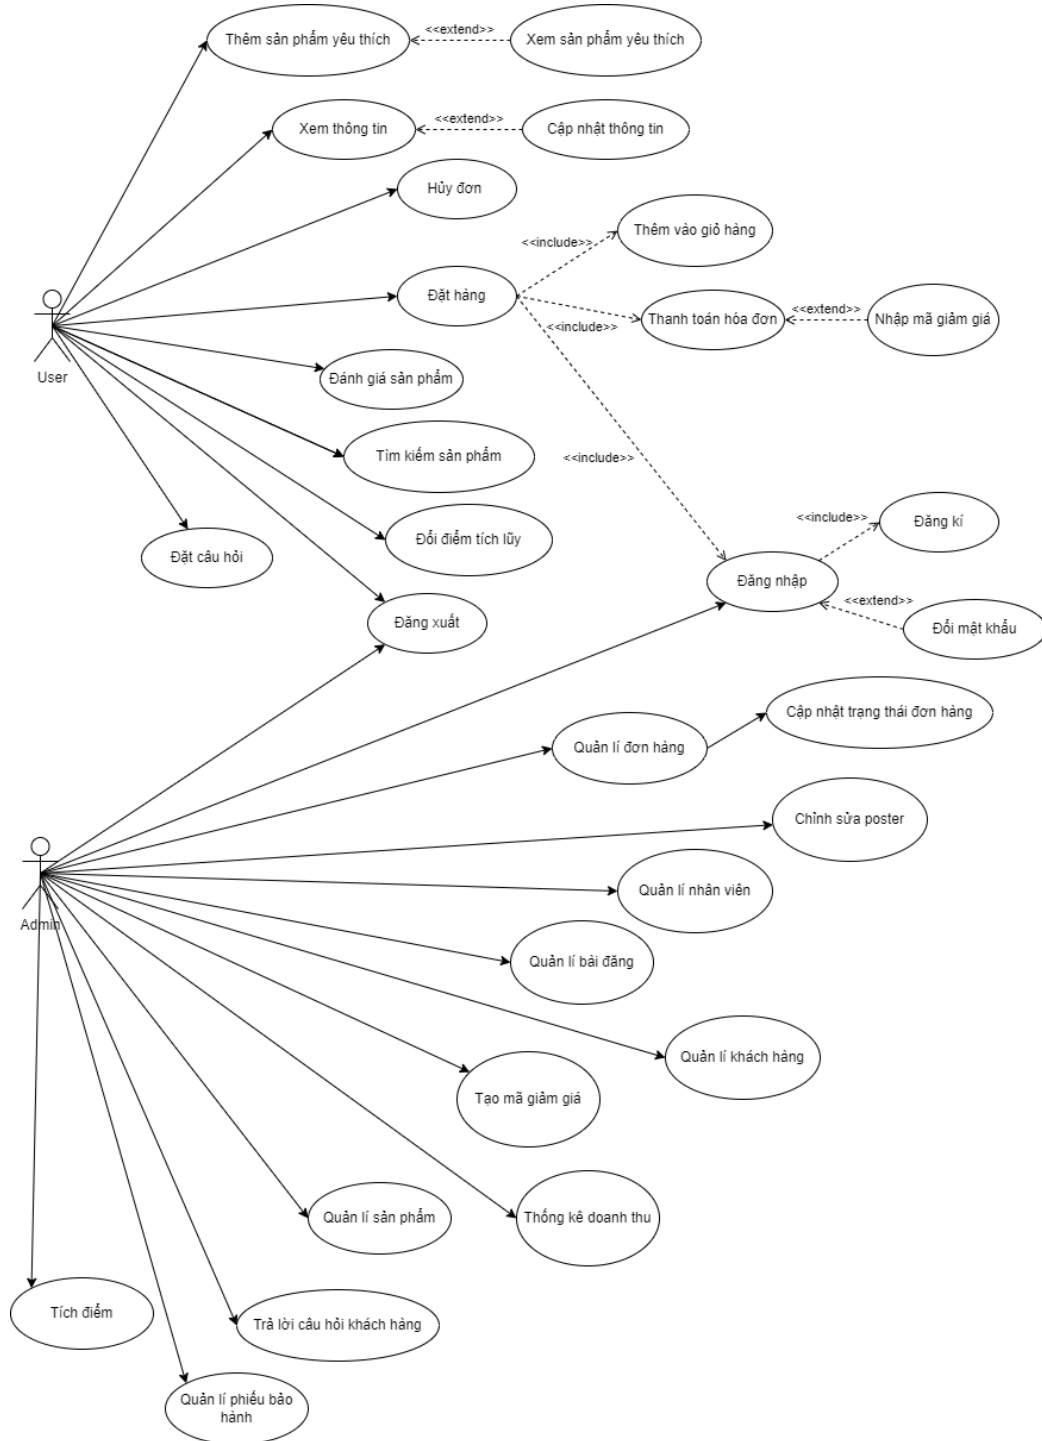 Thêm sản phẩm yêu thích
<<extend>>
Xem sản phẩm yêu thích
Xem thông tin
<<extend>>
Cập nhật thông tin
Hủy đơn
Thêm vào giỏ hàng
<<include>>
Đặt hàng
Thanh toán hóa đơn
<<extend>>
Nhập mã giảm giá
<<include>>
User
Đánh giá sản phẩm
Tìm kiếm sản phẩm
<<include>>
Đổi điểm tích lũy
<<include>>
Đăng kí
Đặt câu hỏi
Đăng nhập
<<extend>>
Đăng xuất
Đổi mật khẩu
Cập nhật trạng thái đơn hàng
Quản lí đơn hàng
Chỉnh sửa poster
Quản lí nhân viên
Admin
Quản lí bài đăng
Quản lí khách hàng
Tạo mã giảm giá
Quản lí sản phẩm
Thống kê doanh thu
Tích điểm
Trả lời câu hỏi khách hàng
Quản lí phiếu bảo
hành